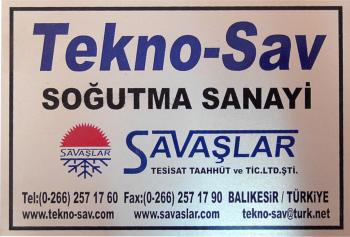 Tekno-Sav
SOĞUTMA SANAYİ
SAVAŞLAR
SAVAŞLAR
TESİSAT TAAHHÜT ve TİC.LTD.ŞTİ.
Tel:(0-266) 257 17 60 Fax:(0-266) 257 17 90 BALIKESİR / TÜRKİYE
www.tekno-sav.com www.savaslar.com tekno-sav@turk.net